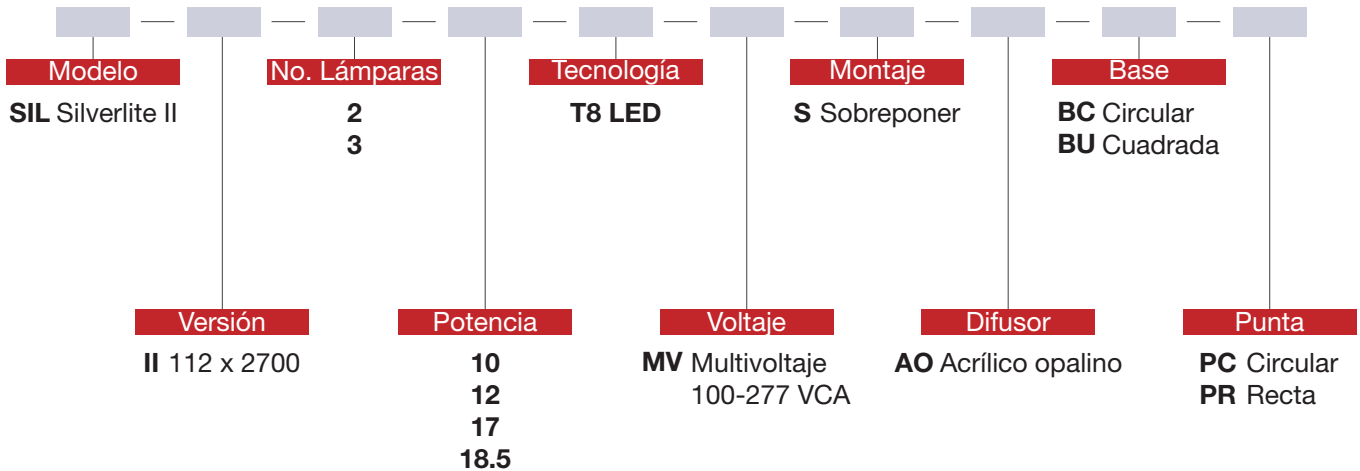 Modelo
SIL Silverlite II
No. Lámparas
2
3
Tecnología
T8 LED
Montaje
S Sobreponer
Base
BC Circular
BU Cuadrada
Versión
II 112 x 2700
Potencia
10
12
17
18.5
Voltaje
MV Multivoltaje
100-277 VCA
Difusor
AO Acrílico opalino
Punta
PC Circular
PR Recta